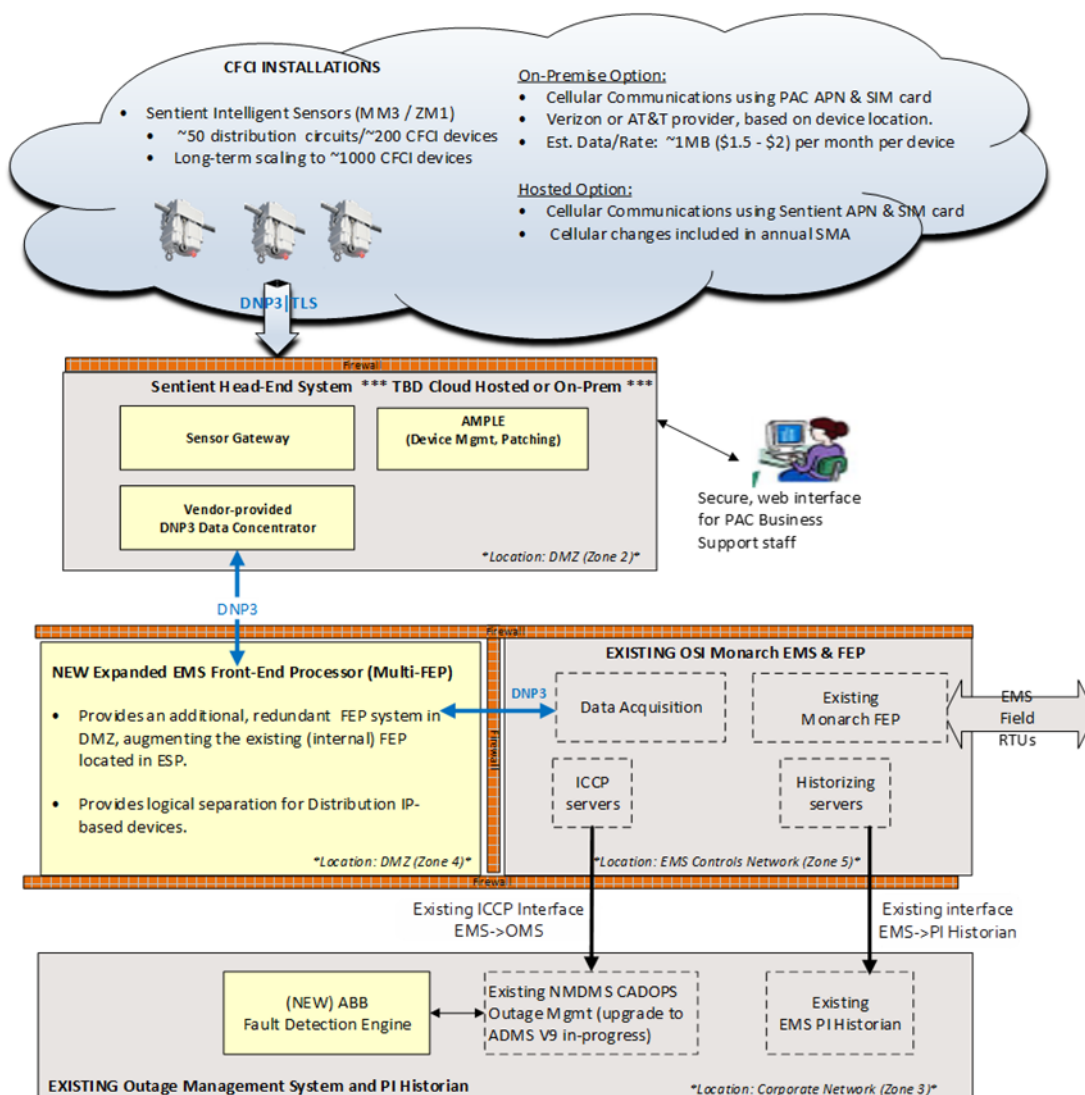 CFCI INSTALLATIONS
• Sentient Intelligent Sensors (MM3 / ZM1)
• ~50 distribution circuits/~200 CFCI devices
• Long-term scaling to ~1000 CFCI devices
On-Premise Option:
• Cellular Communications using PAC APN & SIM card
• Verizon or AT&T provider, based on device location.
• Est. Data/Rate: ~1MB ($1.5 - $2) per month per device
Hosted Option:
• Cellular Communications using Sentient APN & SIM card
• Cellular changes included in annual SMA
DNP3|TLS
Firewall
Sentient Head-End System *** TBD Cloud Hosted or On-Prem ***
Sensor Gateway
AMPLE
(Device Mgmt, Patching)
Vendor-provided
DNP3 Data Concentrator
*Location: DMZ (Zone 2)*
Secure, web interface
for PAC Business
Support staff
DNP3
Firewall
NEW Expanded EMS Front-End Processor (Multi-FEP)
• Provides an additional, redundant FEP system in
DMZ, augmenting the existing (internal) FEP
located in ESP.
• Provides logical separation for Distribution IP-
based devices.
*Location: DMZ (Zone 4)*
Firewall
DNP3
EXISTING OSI Monarch EMS & FEP
Data Acquisition
Existing
Monarch FEP
EMS
Field
RTUs
ICCP
servers
Historizing
servers
*Location: EMS Controls Network (Zone 5)*
Firewall
Existing ICCP Interface
EMS->OMS
Existing interface
EMS->PI Historian
(NEW) ABB
Fault Detection Engine
Existing NMDMS CADOPS
Outage Mgmt (upgrade to
ADMS V9 in-progress)
Existing
EMS PI Historian
EXISTING Outage Management System and PI Historian
*Location: Corporate Network (Zone 3)*